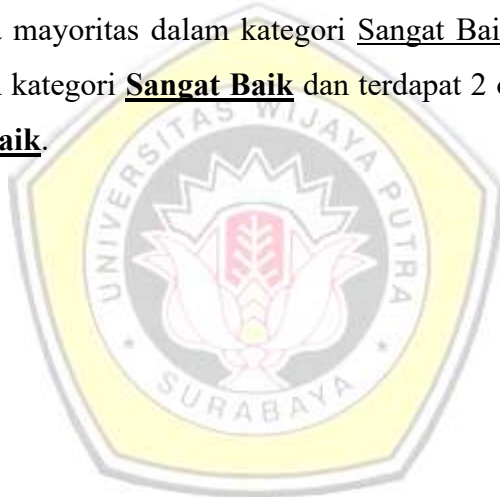 mayoritas dalam kategori Sangat Bai
kategori Sangat Baik dan terdapat 2
aik.
UNIVERSITAS WIJAYA PUTRA
* SURABAYA *